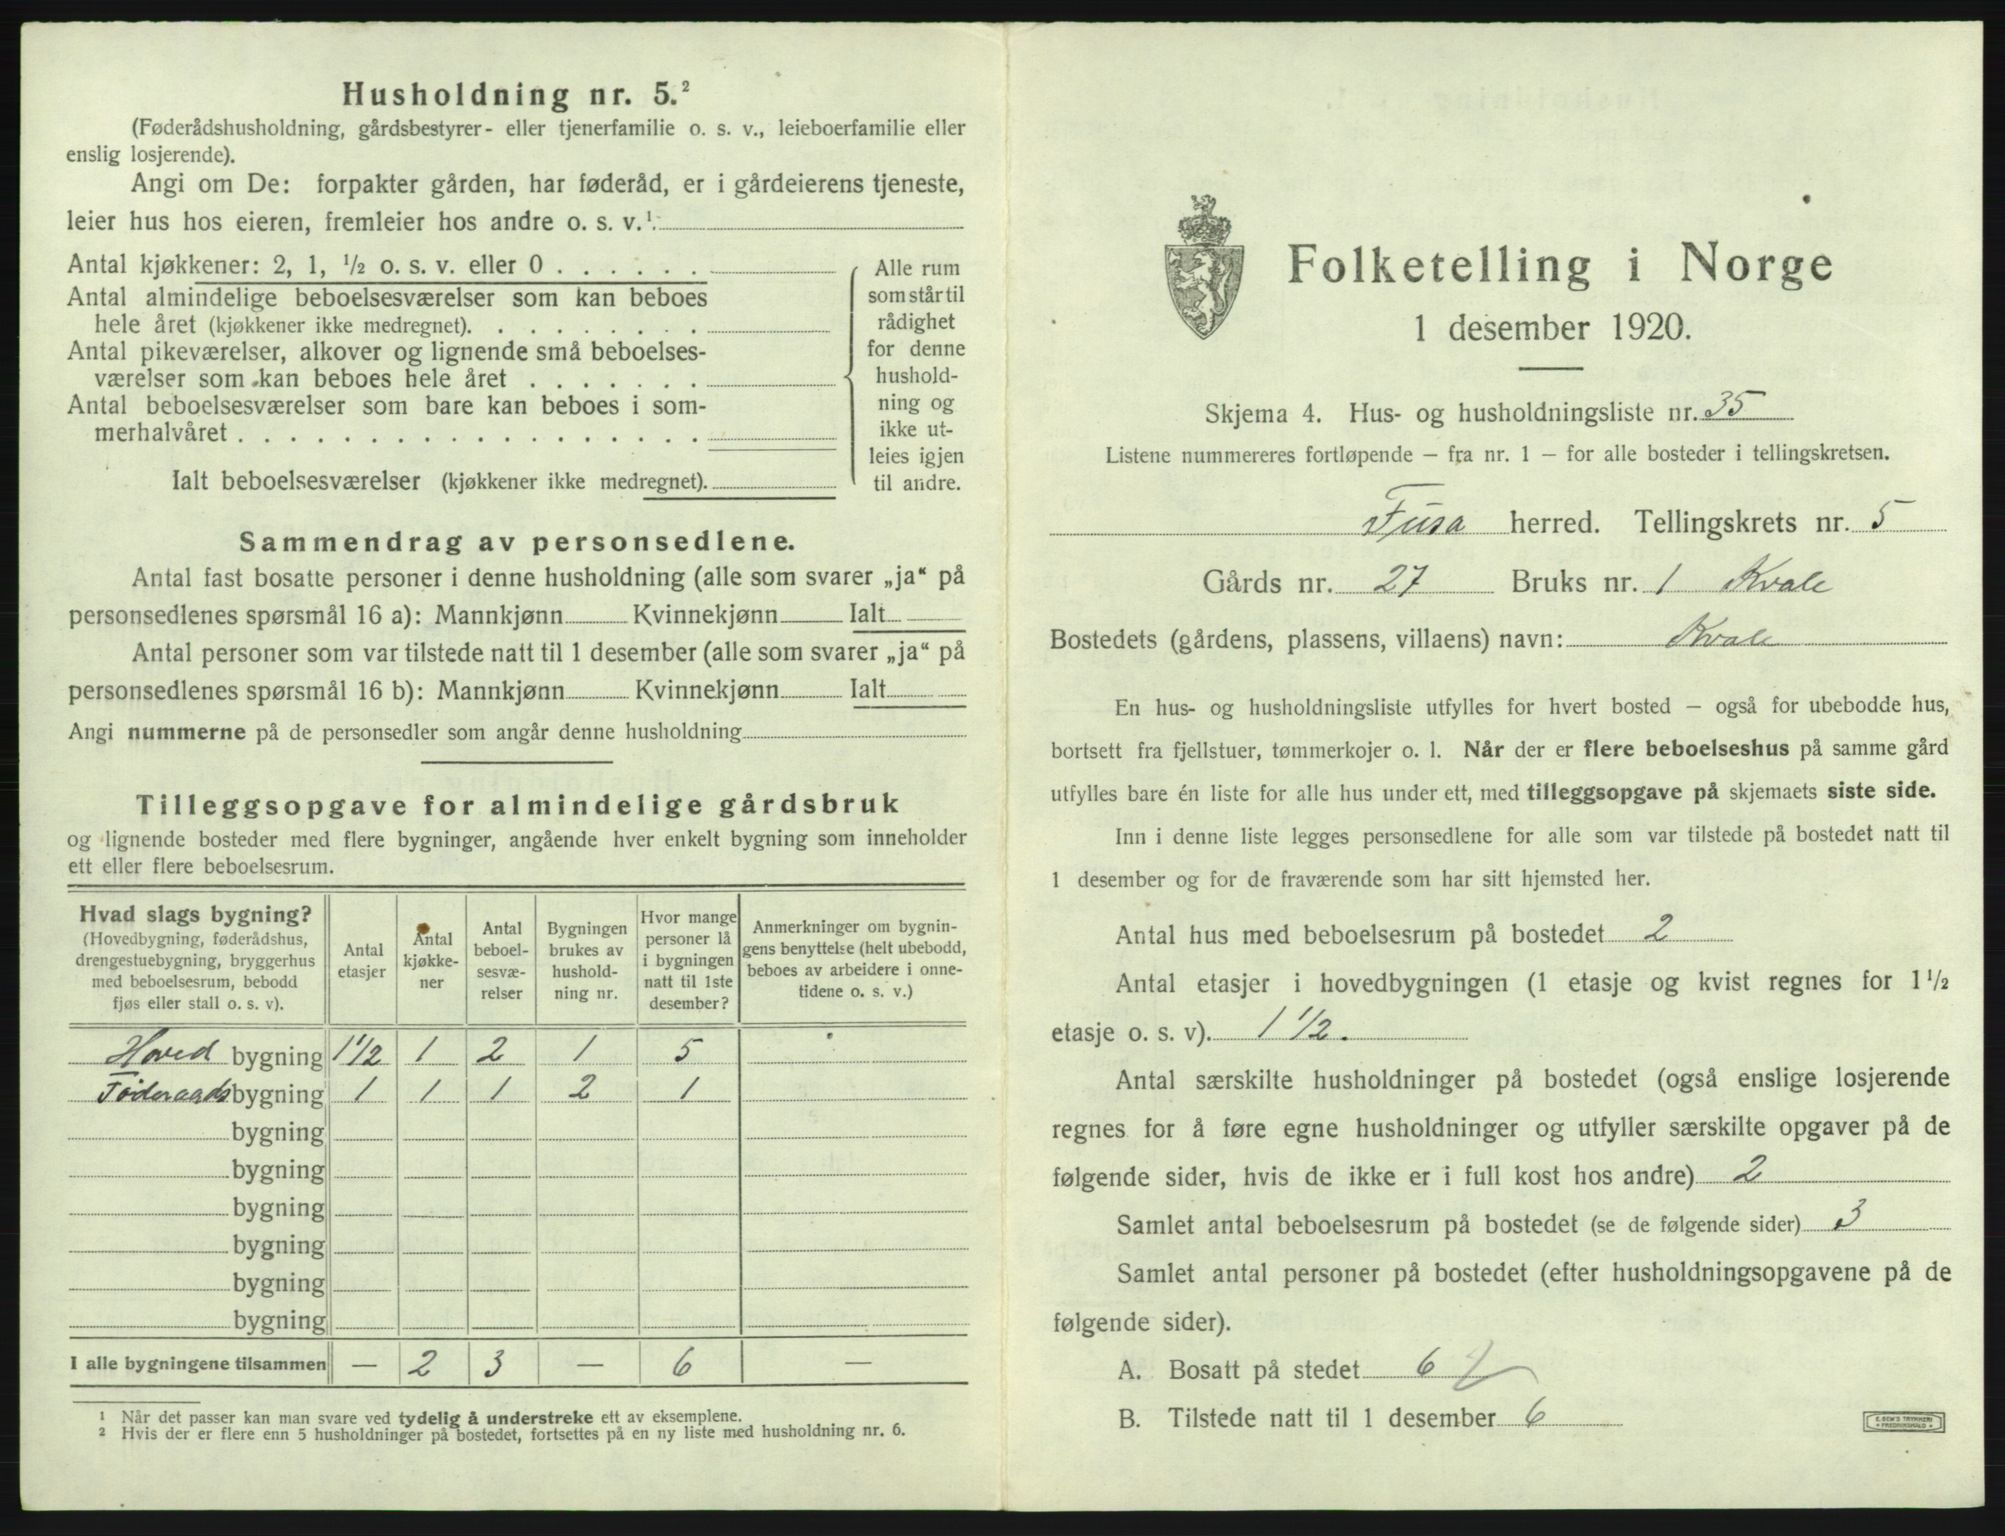 Husholdning nr. 5.²
(Føderådshusholdning, gårdsbestyrer- eller tjenerfamilie o. s. v., leieboerfamilie eller
enslig losjerende).
Angi om De: forpakter gården, har føderåd, er i gårdeierens tjeneste,
leier hus hos eieren, fremleier hos andre o. s. v.¹
Antal kjøkkener: 2, 1, ½ o. s. v. eller 0 . . . . . .
Antal almindelige beboelsesværelser som kan beboes
hele året (kjøkkener ikke medregnet). . . . . . . . .
Antal pikeværelser, alkover og lignende små beboelses-
værelser som kan beboes hele året . . . . . . .
Antal beboelsesværelser som bare kan beboes i som-
merhalvåret . . . . . . . . . . . . . . . . . .
Ialt beboelsesværelser (kjøkkener ikke medregnet).
Alle rum
som står til
rådighet
for denne
hushold-
ning og
ikke ut-
leies igjen
til andre.
Sammendrag av personsedlene.
Antal fast bosatte personer i denne husholdning (alle som svarer „ja“ på
personsedlenes spørsmål 16 a): Mannkjønn Kvinnekjønn Ialt
Antal personer som var tilstede natt til 1 desember (alle som svarer „ja“ på
personsedlenes spørsmål 16 b): Mannkjønn Kvinnekjønn Ialt
Angi nummerne på de personsedler som angår denne husholdning
Tilleggsopgave for almindelige gårdsbruk
og lignende bosteder med flere bygninger, angående hver enkelt bygning som inneholder
ett eller flere beboelsesrum.
Hvad slags bygning?
(Hovedbygning, føderådshus,
drengestuebygning, bryggerhus
med beboelsesrum, bebodd
fjøs eller stall o. s. v).
Antal
etasjer
Antal
kjøkke-
ner
Antal
beboel-
sesvæ-
relser
Bygningen
brukes av
hushold-
ning nr.
Hvor mange
personer lå
i bygningen
natt til 1ste
desember?
Anmerkninger om bygnin-
gens benyttelse (helt ubebodd,
beboes av arbeidere i onne-
tidene o. s. v.)
Hoved bygning 1½ 1 2 1 5
Føderaads bygning 1 1 1 2 1
bygning
bygning
bygning
bygning
bygning
bygning
I alle bygningene tilsammen — 2 3 — 6 —
¹ Når det passer kan man svare ved tydelig å understreke ett av eksemplene.
² Hvis der er flere enn 5 husholdninger på bostedet, fortsettes på en ny liste med husholdning nr. 6.
Folketelling i Norge
1 desember 1920.
Skjema 4. Hus- og husholdningsliste nr. 35
Listene nummereres fortløpende — fra nr. 1 — for alle bosteder i tellingskretsen.
Fusa herred. Tellingskrets nr. 5
Gårds nr. 27 Bruks nr. 1 Kvale
Bostedets (gårdens, plassens, villaens) navn: Kvale
En hus- og husholdningsliste utfylles for hvert bosted — også for ubebodde hus,
bortsett fra fjellstuer, tømmerkojer o. l. Når der er flere beboelseshus på samme gård
utfylles bare én liste for alle hus under ett, med tilleggsopgave på skjemaets siste side.
Inn i denne liste legges personsedlene for alle som var tilstede på bostedet natt til
1 desember og for de fraværende som har sitt hjemsted her.
Antal hus med beboelsesrum på bostedet 2
Antal etasjer i hovedbygningen (1 etasje og kvist regnes for 1½
etasje o. s. v). 1½.
Antal særskilte husholdninger på bostedet (også enslige losjerende
regnes for å føre egne husholdninger og utfyller særskilte opgaver på de
følgende sider, hvis de ikke er i full kost hos andre) 2
Samlet antal beboelsesrum på bostedet (se de følgende sider) 3
Samlet antal personer på bostedet (efter husholdningsopgavene på de
følgende sider).
A. Bosatt på stedet 6
B. Tilstede natt til 1 desember 6